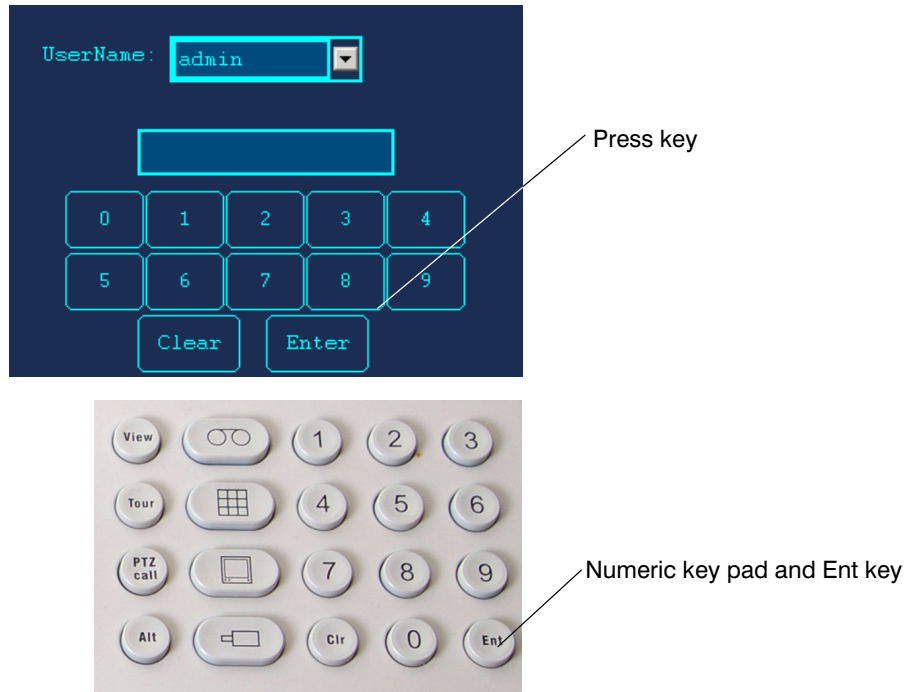 UserName: admin
Press key
0 1 2 3 4
5 6 7 8 9
Clear Enter
View 1 2 3
Tour 4 5 6
PTZ call 7 8 9
Numeric key pad and Ent key
Alt Clr 0 Ent